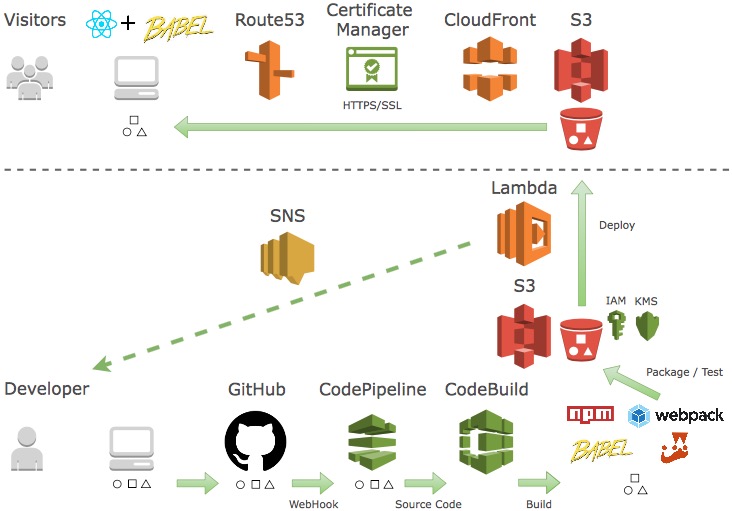 Visitors
+ BABEL
Route53
Certificate
Manager
CloudFront
S3
HTTPS/SSL
Lambda
Deploy
SNS
S3
IAM
KMS
Package / Test
Developer
GitHub
CodePipeline
CodeBuild
npm
webpack
BABEL
WebHook
Source Code
Build